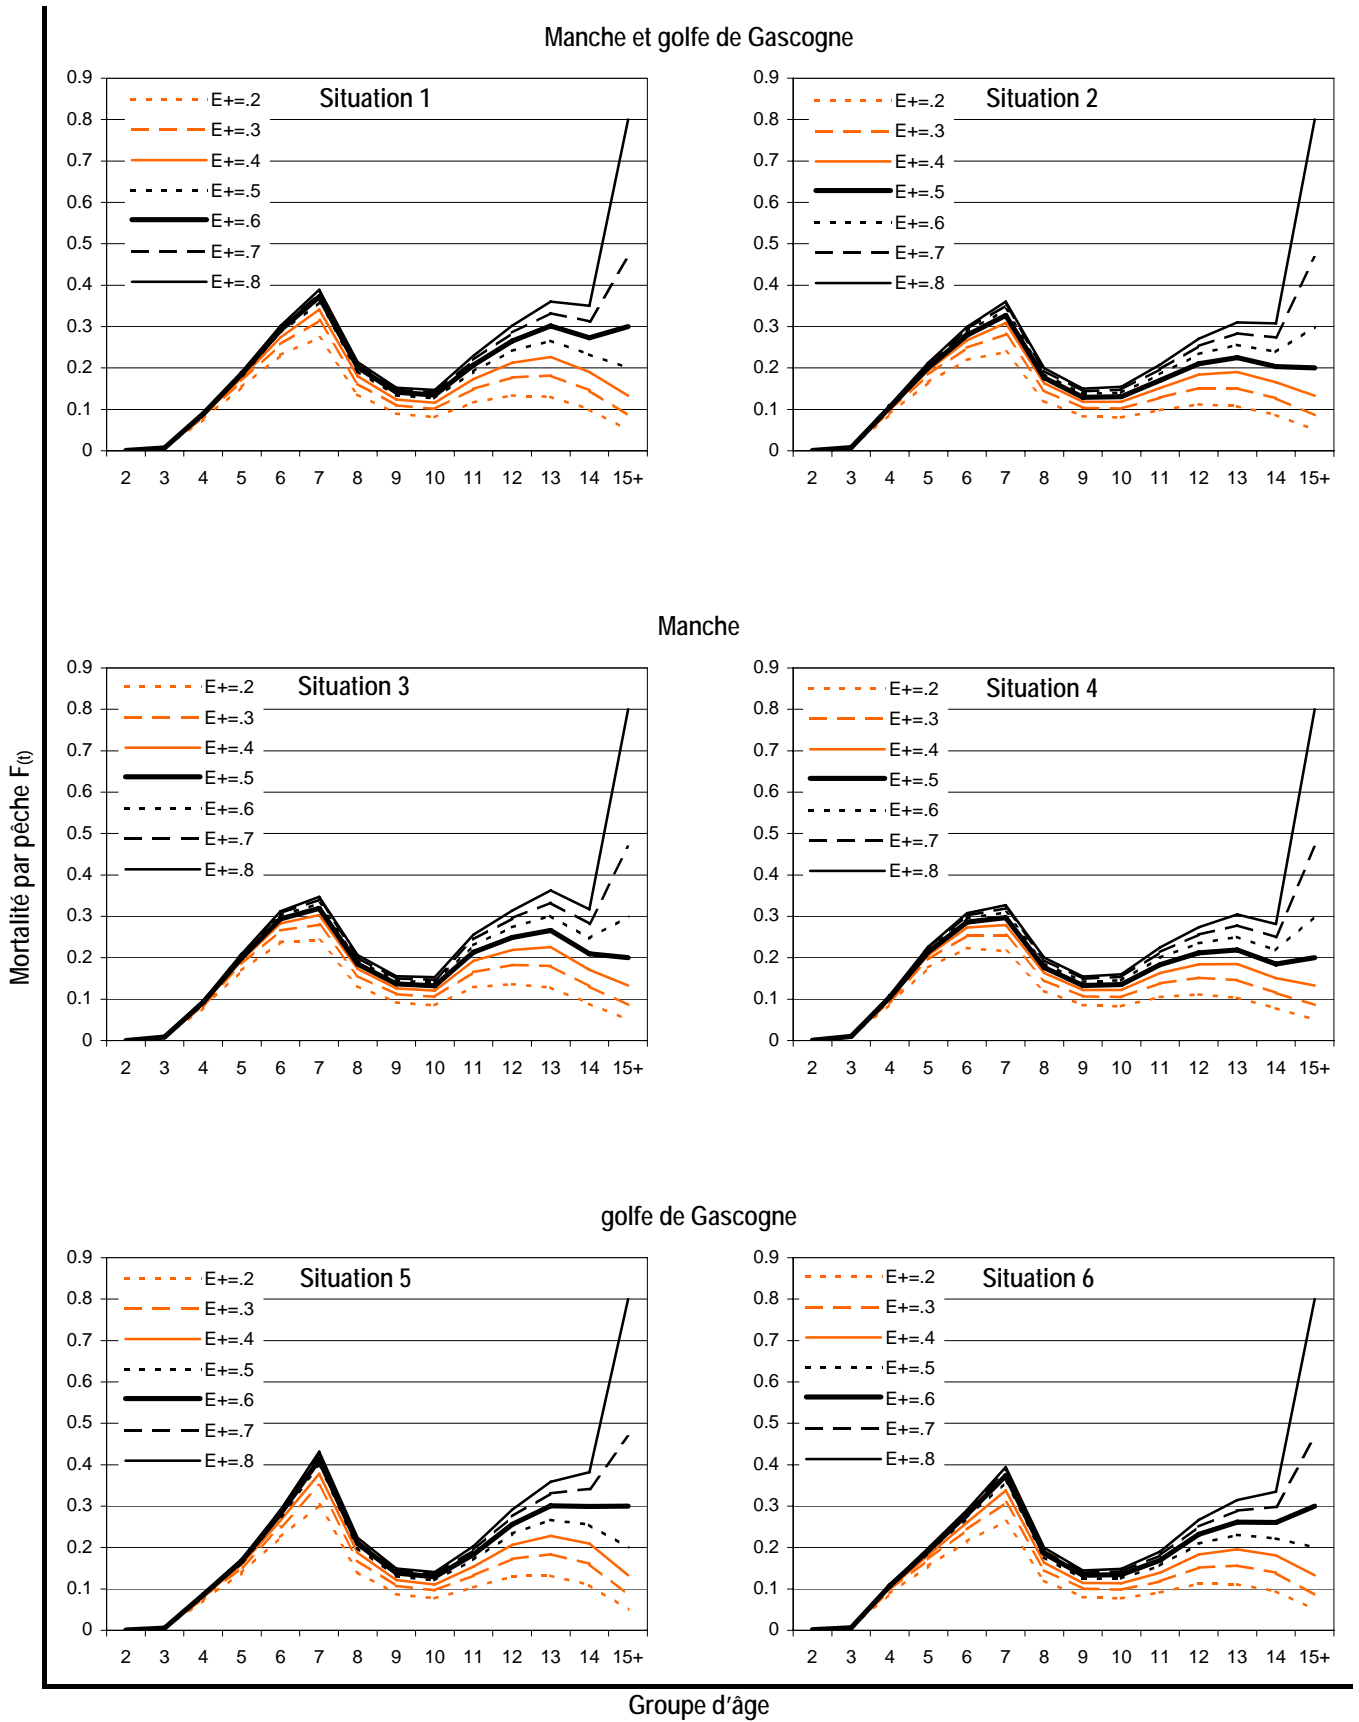 Manche et golfe de Gascogne
Situation 1
E+=.2
E+=.3
E+=.4
E+=.5
E+=.6
E+=.7
E+=.8
0.9
0.8
0.7
0.6
0.5
0.4
0.3
0.2
0.1
0
2 3 4 5 6 7 8 9 10 11 12 13 14 15+
Situation 2
E+=.2
E+=.3
E+=.4
E+=.5
E+=.6
E+=.7
E+=.8
0.9
0.8
0.7
0.6
0.5
0.4
0.3
0.2
0.1
0
2 3 4 5 6 7 8 9 10 11 12 13 14 15+
Manche
Situation 3
E+=.2
E+=.3
E+=.4
E+=.5
E+=.6
E+=.7
E+=.8
0.9
0.8
0.7
0.6
0.5
0.4
0.3
0.2
0.1
0
2 3 4 5 6 7 8 9 10 11 12 13 14 15+
Situation 4
E+=.2
E+=.3
E+=.4
E+=.5
E+=.6
E+=.7
E+=.8
0.9
0.8
0.7
0.6
0.5
0.4
0.3
0.2
0.1
0
2 3 4 5 6 7 8 9 10 11 12 13 14 15+
Mortalité par pêche F(t)
golfe de Gascogne
Situation 5
E+=.2
E+=.3
E+=.4
E+=.5
E+=.6
E+=.7
E+=.8
0.9
0.8
0.7
0.6
0.5
0.4
0.3
0.2
0.1
0
2 3 4 5 6 7 8 9 10 11 12 13 14 15+
Situation 6
E+=.2
E+=.3
E+=.4
E+=.5
E+=.6
E+=.7
E+=.8
0.9
0.8
0.7
0.6
0.5
0.4
0.3
0.2
0.1
0
2 3 4 5 6 7 8 9 10 11 12 13 14 15+
Groupe d'âge